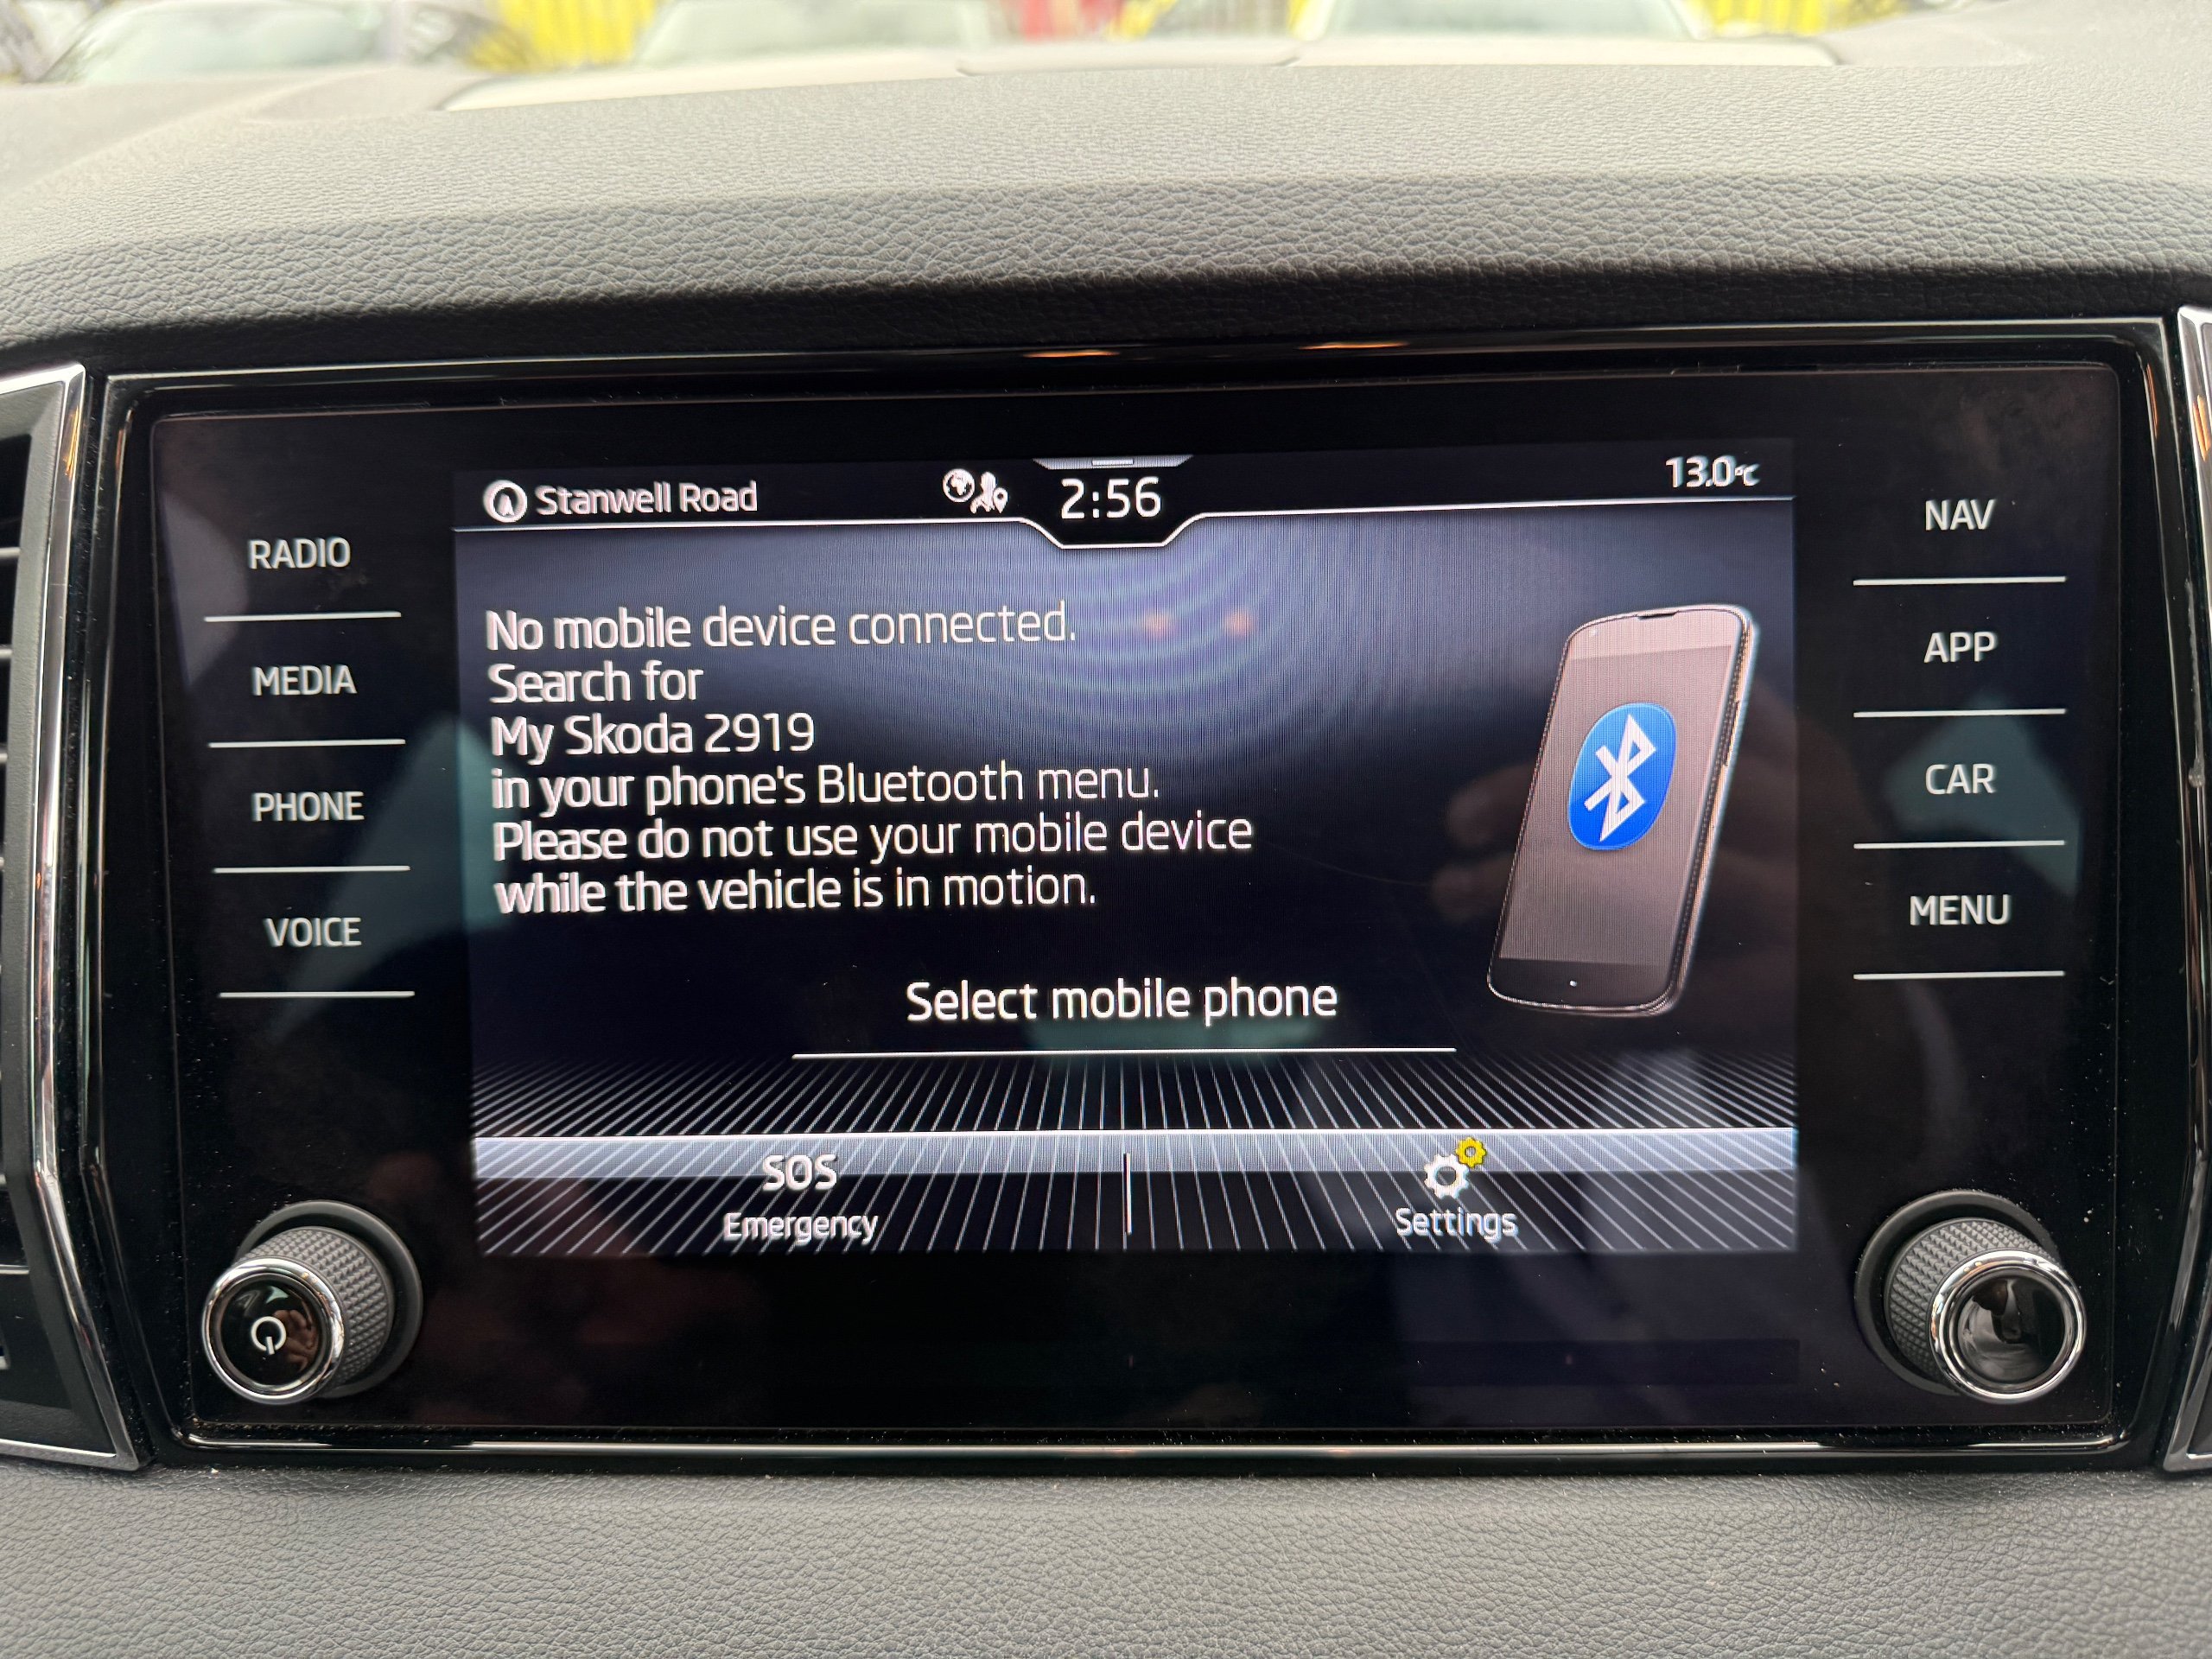 Stanwell Road
2:56
13.0°C
RADIO
MEDIA
PHONE
VOICE
No mobile device connected.
Search for
My Skoda 2919
in your phone's Bluetooth menu.
Please do not use your mobile device
while the vehicle is in motion.
Select mobile phone
SOS
Emergency
Settings
NAV
APP
CAR
MENU